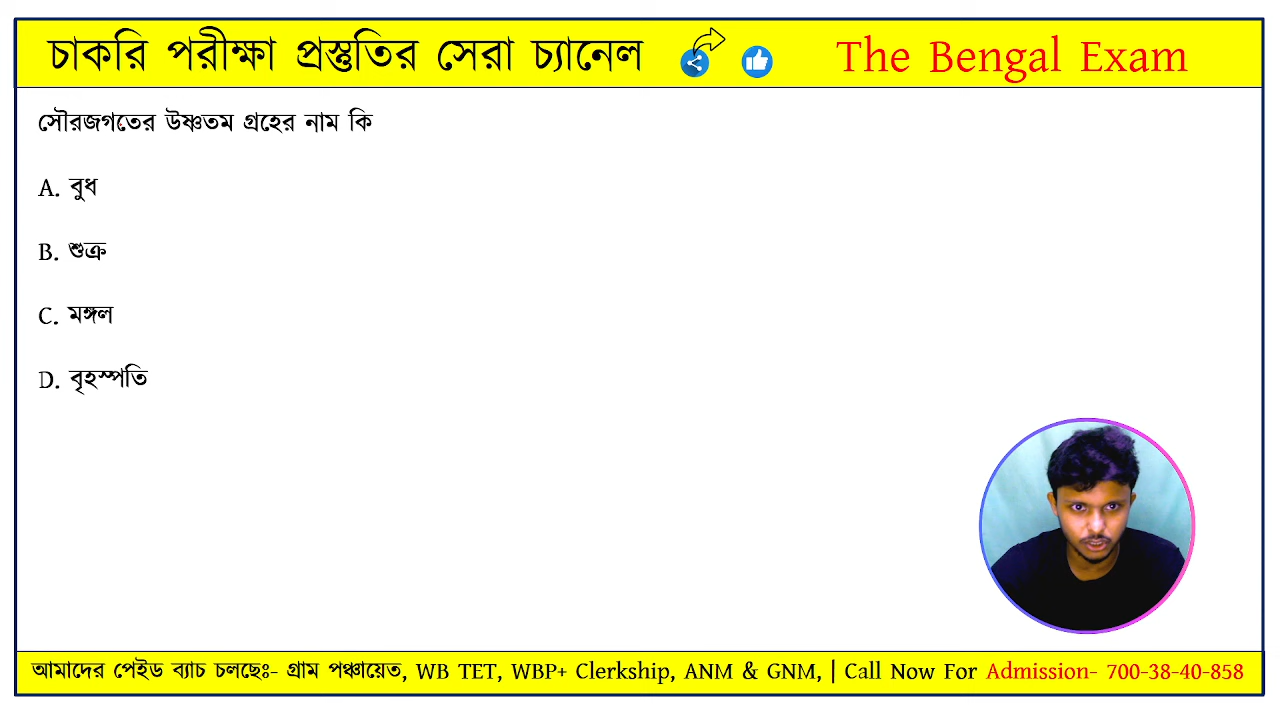 চাকরি পরীক্ষা প্রস্তুতির সেরা চ্যানেল The Bengal Exam
সৌরজগতের উষ্ণতম গ্রহের নাম কি
A. বুধ
B. শুক্র
C. মঙ্গল
D. বৃহস্পতি
আমাদের পেইড ব্যাচ চলছেঃ- গ্রাম পঞ্চায়েত, WB TET, WBP+ Clerkship, ANM & GNM, | Call Now For Admission- 700-38-40-858